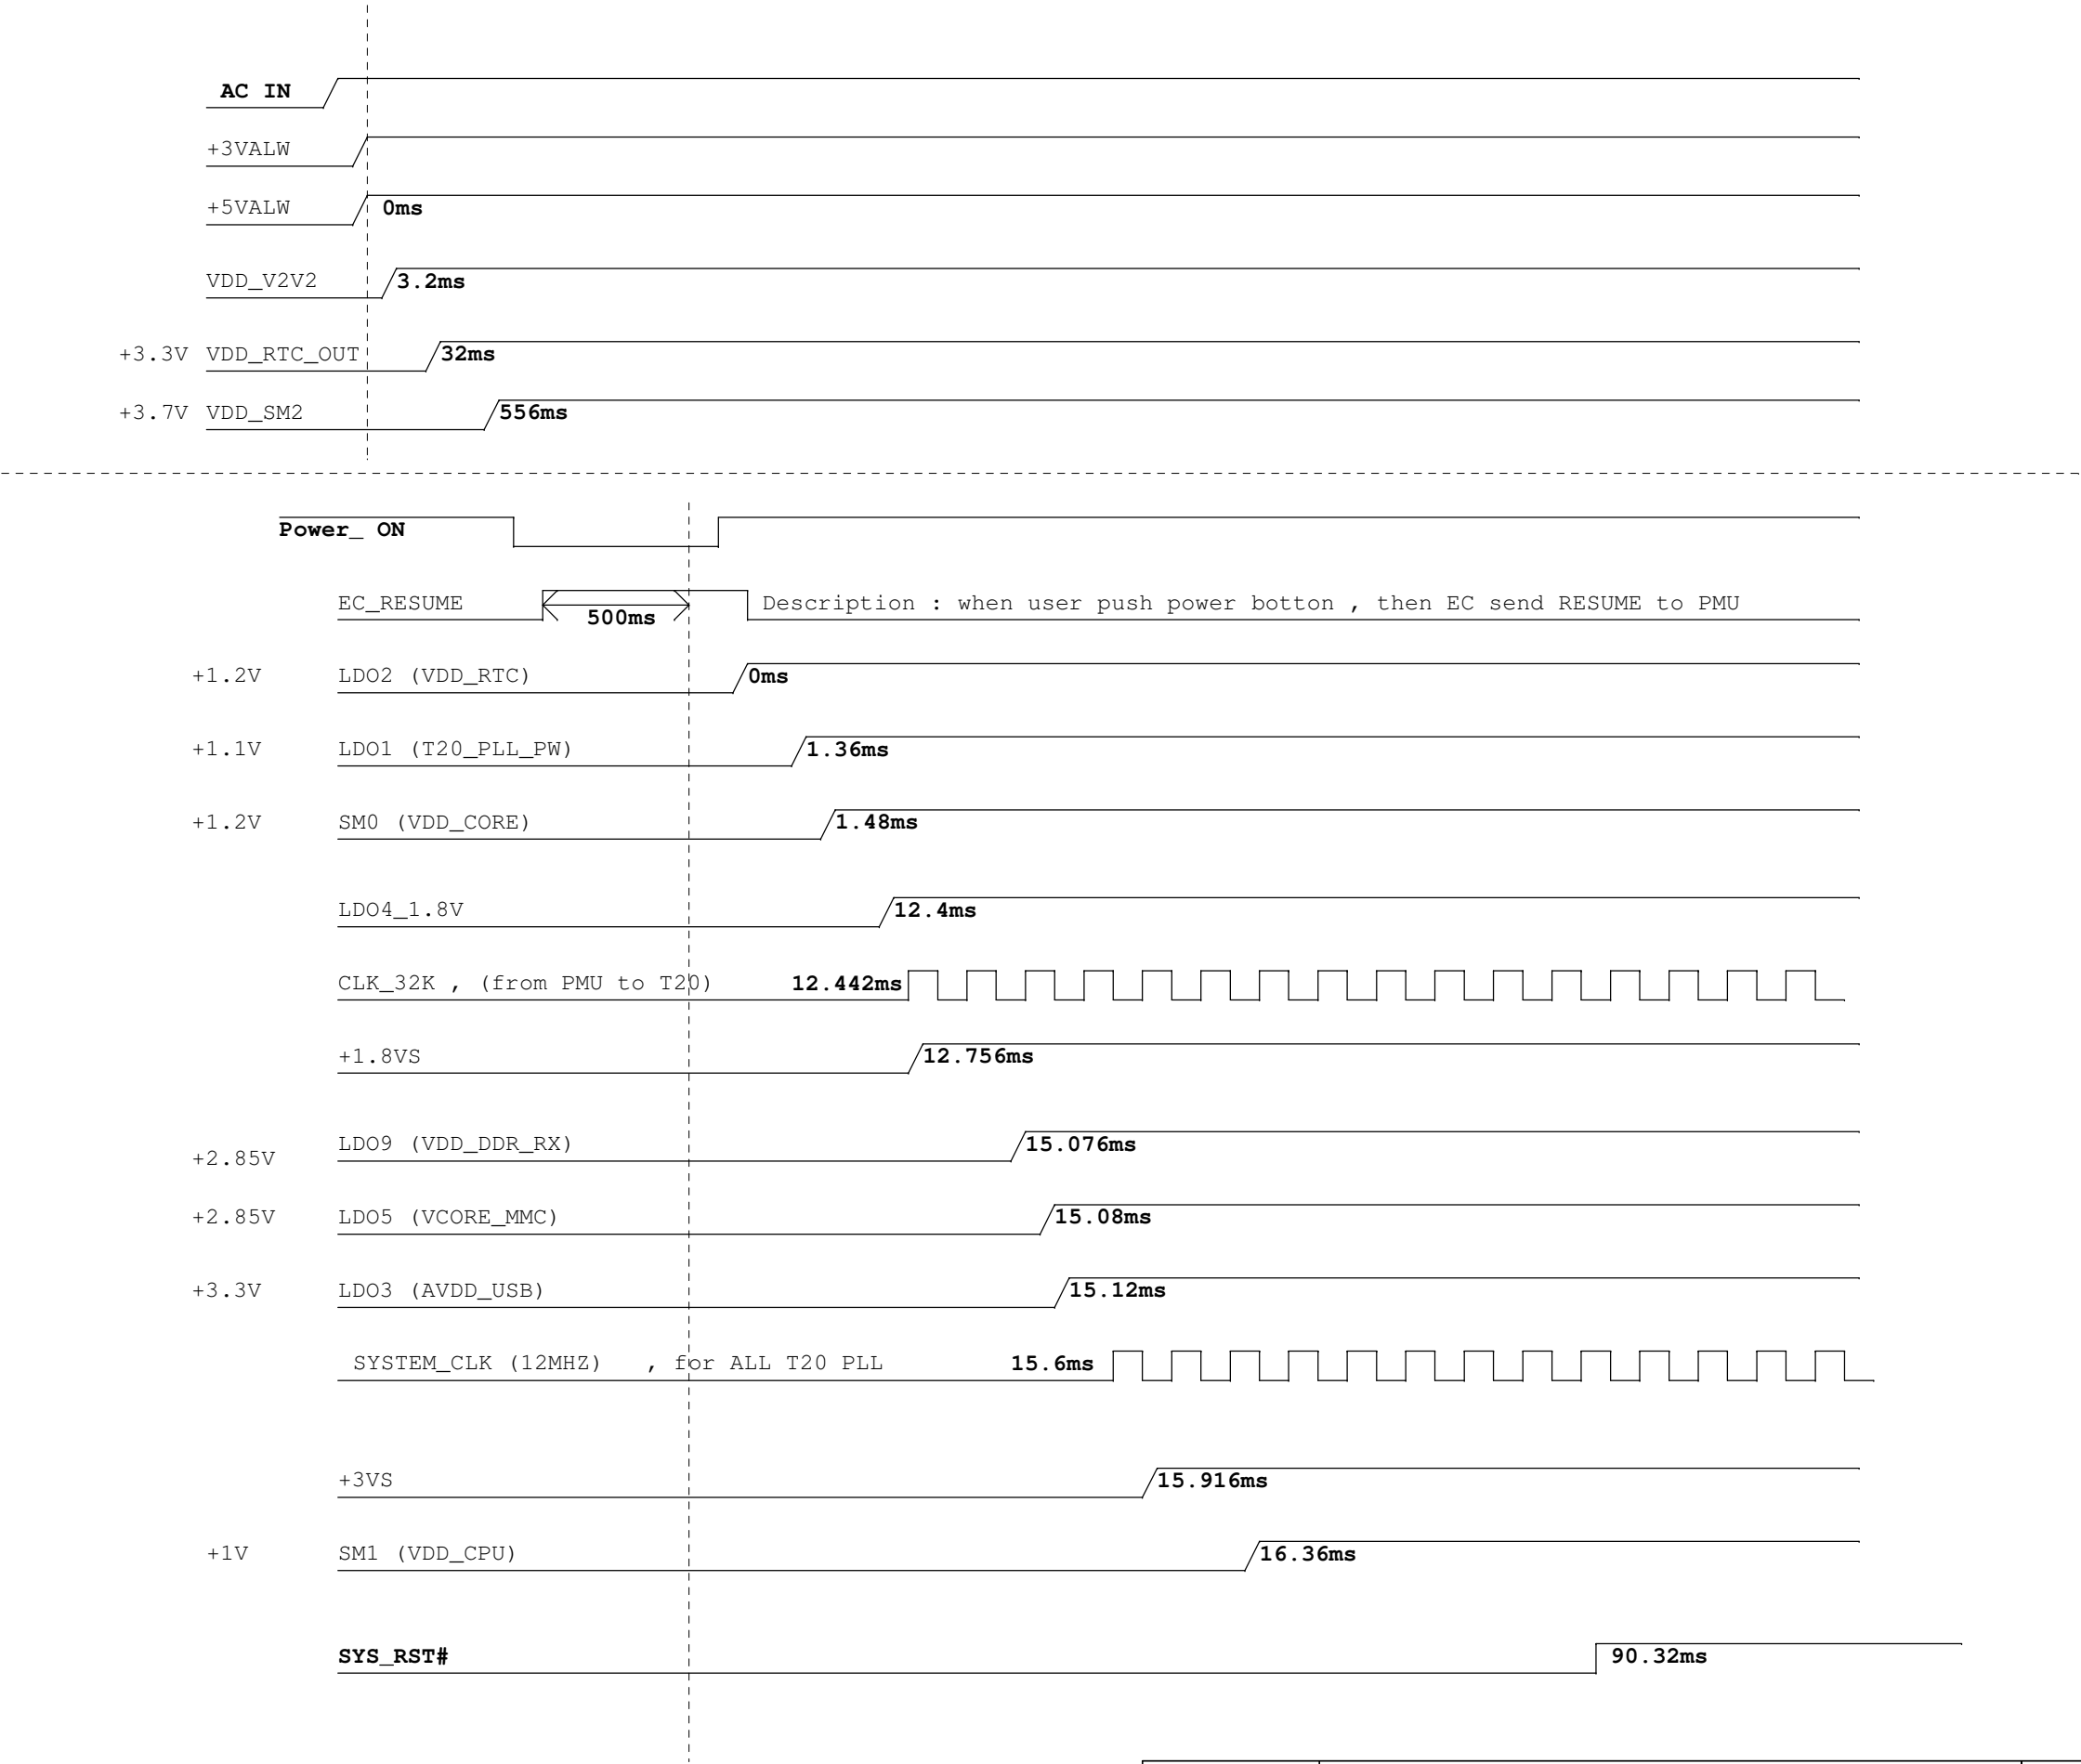 AC IN
+3VALW
+5VALW 0ms
VDD_V2V2 3.2ms
+3.3V VDD_RTC_OUT 32ms
+3.7V VDD_SM2 556ms
Power_ ON
EC_RESUME 500ms Description : when user push power botton , then EC send RESUME to PMU
+1.2V LDO2 (VDD_RTC) 0ms
+1.1V LDO1 (T20_PLL_PW) 1.36ms
+1.2V SM0 (VDD_CORE) 1.48ms
LDO4_1.8V 12.4ms
CLK_32K , (from PMU to T20) 12.442ms
+1.8VS 12.756ms
+2.85V LDO9 (VDD_DDR_RX) 15.076ms
+2.85V LDO5 (VCORE_MMC) 15.08ms
+3.3V LDO3 (AVDD_USB) 15.12ms
SYSTEM_CLK (12MHZ) , for ALL T20 PLL 15.6ms
+3VS 15.916ms
+1V SM1 (VDD_CPU) 16.36ms
SYS_RST# 90.32ms